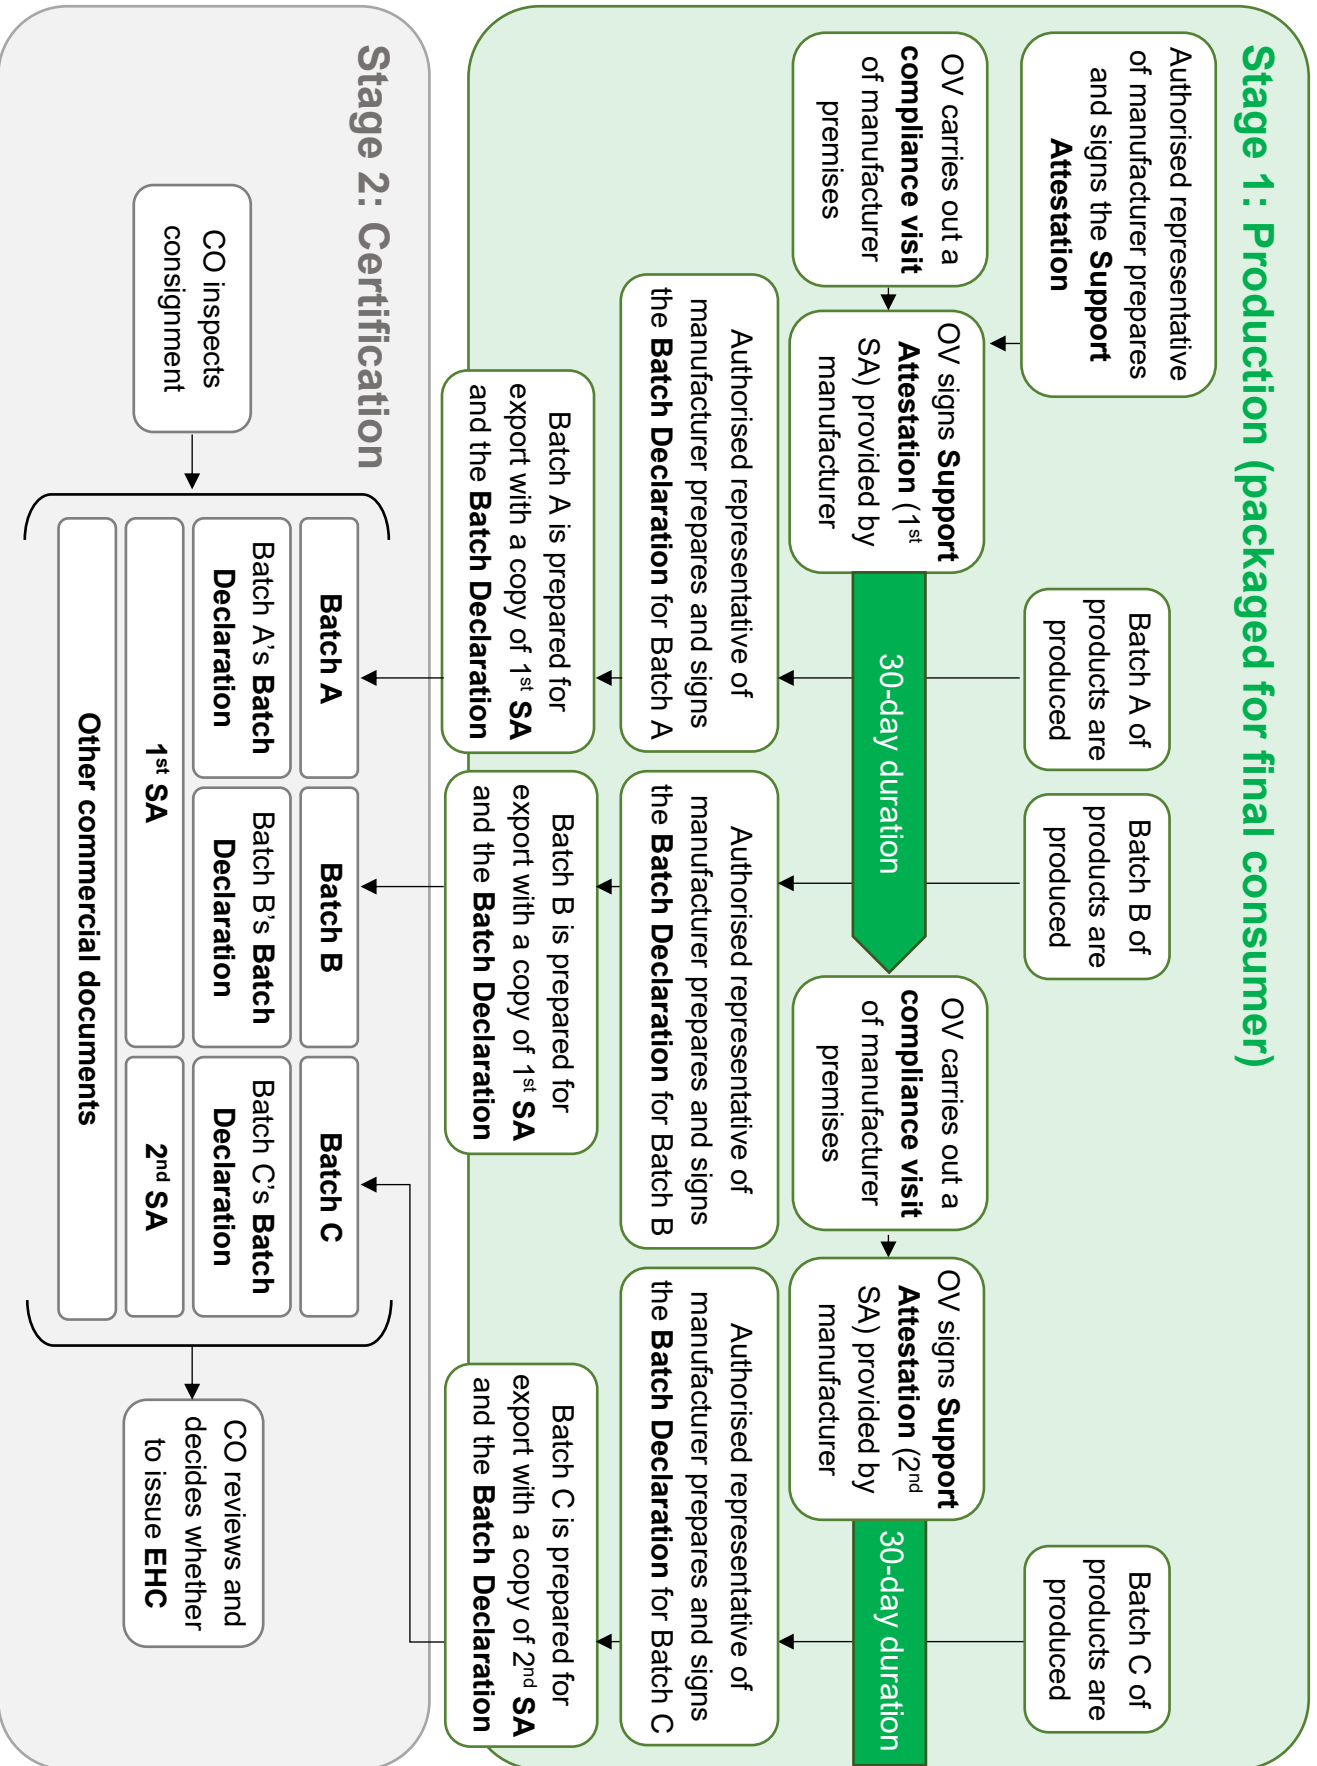 Stage 1: Production (packaged for final consumer)
Authorised representative
of manufacturer prepares
and signs the Support
Attestation
Batch A of
products are
produced
Batch B of
products are
produced
Batch C of
products are
produced
OV carries out a
compliance visit
of manufacturer
premises
OV signs Support
Attestation (1st
SA) provided by
manufacturer
30-day duration
OV carries out a
compliance visit
of manufacturer
premises
OV signs Support
Attestation (2nd
SA) provided by
manufacturer
30-day duration
Authorised representative of
manufacturer prepares and signs
the Batch Declaration for Batch A
Authorised representative of
manufacturer prepares and signs
the Batch Declaration for Batch B
Authorised representative of
manufacturer prepares and signs
the Batch Declaration for Batch C
Batch A is prepared for
export with a copy of 1st SA
and the Batch Declaration
Batch B is prepared for
export with a copy of 1st SA
and the Batch Declaration
Batch C is prepared for
export with a copy of 2nd SA
and the Batch Declaration
Stage 2: Certification
CO inspects
consignment
Batch A
Batch B
Batch C
Batch A’s Batch
Declaration
Batch B’s Batch
Declaration
Batch C’s Batch
Declaration
1st SA
2nd SA
Other commercial documents
CO reviews and
decides whether
to issue EHC